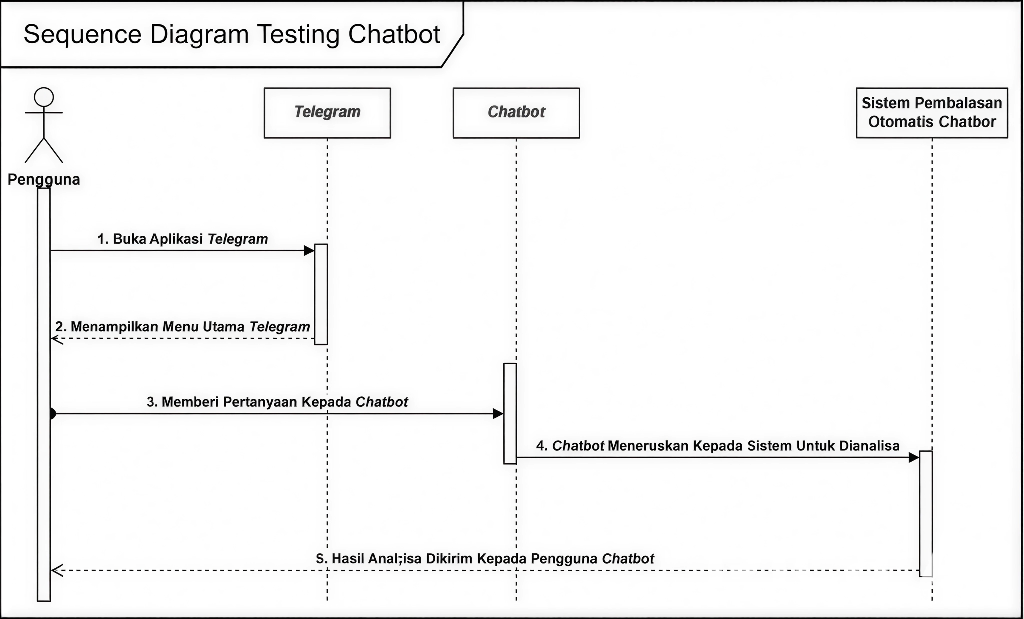 Sequence Diagram Testing Chatbot
Telegram
Chatbot
Sistem Pembalasan
Otomatis Chatbor
Pengguna
1. Buka Aplikasi Telegram
2. Menampilkan Menu Utama Telegram
3. Memberi Pertanyaan Kepada Chatbot
4. Chatbot Meneruskan Kepada Sistem Untuk Dianalisa
S. Hasil Anal;isa Dikirim Kepada Pengguna Chatbot